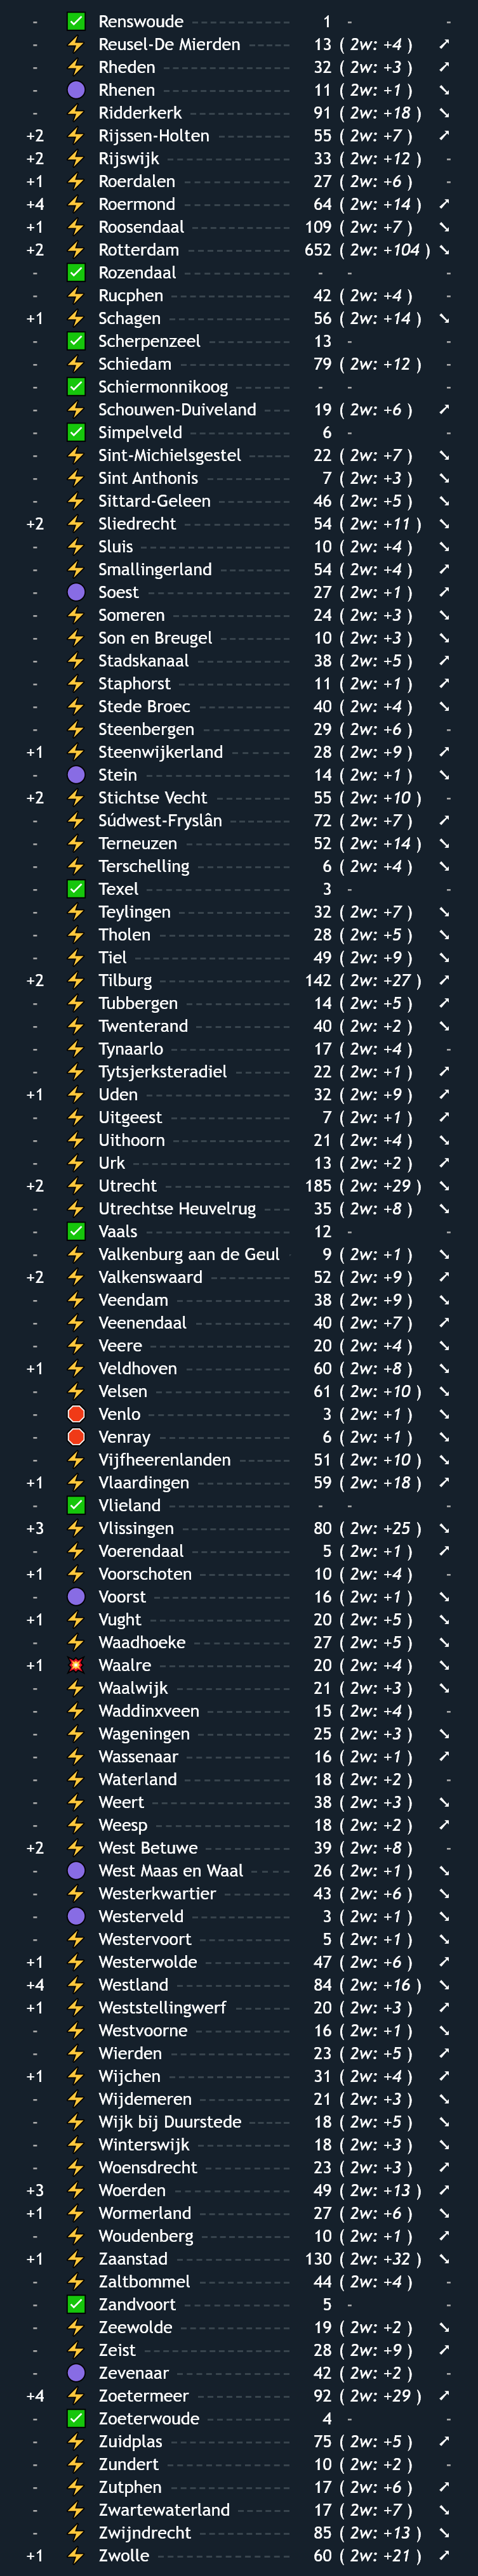 - ✅ Renswoude 1 - -
- ⚡ Reusel-De Mierden 13 ( 2w: +4 ) ➚
- ⚡ Rheden 32 ( 2w: +3 ) ➚
- 🟣 Rhenen 11 ( 2w: +1 ) ➘
- ⚡ Ridderkerk 91 ( 2w: +18 ) ➘
+2 ⚡ Rijssen-Holten 55 ( 2w: +7 ) ➚
+2 ⚡ Rijswijk 33 ( 2w: +12 ) -
+1 ⚡ Roerdalen 27 ( 2w: +6 ) -
+4 ⚡ Roermond 64 ( 2w: +14 ) ➚
+1 ⚡ Roosendaal 109 ( 2w: +7 ) ➘
+2 ⚡ Rotterdam 652 ( 2w: +104 ) ➘
- ✅ Rozendaal - - -
- ⚡ Rucphen 42 ( 2w: +4 ) -
+1 ⚡ Schagen 56 ( 2w: +14 ) ➘
- ✅ Scherpenzeel 13 - -
- ⚡ Schiedam 79 ( 2w: +12 ) -
- ✅ Schiermonnikoog - - -
- ⚡ Schouwen-Duiveland 19 ( 2w: +6 ) ➚
- ✅ Simpelveld 6 - -
- ⚡ Sint-Michielsgestel 22 ( 2w: +7 ) ➘
- ⚡ Sint Anthonis 7 ( 2w: +3 ) ➘
- ⚡ Sittard-Geleen 46 ( 2w: +5 ) ➘
+2 ⚡ Sliedrecht 54 ( 2w: +11 ) ➘
- ⚡ Sluis 10 ( 2w: +4 ) ➘
- ⚡ Smallingerland 54 ( 2w: +4 ) ➚
- 🟣 Soest 27 ( 2w: +1 ) ➚
- ⚡ Someren 24 ( 2w: +3 ) ➘
- ⚡ Son en Breugel 10 ( 2w: +3 ) ➘
- ⚡ Stadskanaal 38 ( 2w: +5 ) ➚
- ⚡ Staphorst 11 ( 2w: +1 ) ➚
- ⚡ Stede Broec 40 ( 2w: +4 ) ➘
- ⚡ Steenbergen 29 ( 2w: +6 ) -
+1 ⚡ Steenwijkerland 28 ( 2w: +9 ) ➚
- 🟣 Stein 14 ( 2w: +1 ) ➘
+2 ⚡ Stichtse Vecht 55 ( 2w: +10 ) -
- ⚡ Súdwest-Fryslân 72 ( 2w: +7 ) ➚
- ⚡ Terneuzen 52 ( 2w: +14 ) ➘
- ⚡ Terschelling 6 ( 2w: +4 ) ➘
- ✅ Texel 3 - -
- ⚡ Teylingen 32 ( 2w: +7 ) ➘
- ⚡ Tholen 28 ( 2w: +5 ) ➘
- ⚡ Tiel 49 ( 2w: +9 ) ➘
+2 ⚡ Tilburg 142 ( 2w: +27 ) ➚
- ⚡ Tubbergen 14 ( 2w: +5 ) ➚
- ⚡ Twenterand 40 ( 2w: +2 ) ➘
- ⚡ Tynaarlo 17 ( 2w: +4 ) -
- ⚡ Tytsjerksteradiel 22 ( 2w: +1 ) ➚
+1 ⚡ Uden 32 ( 2w: +9 ) ➚
- ⚡ Uitgeest 7 ( 2w: +1 ) ➚
- ⚡ Uithoorn 21 ( 2w: +4 ) ➘
- ⚡ Urk 13 ( 2w: +2 ) ➚
+2 ⚡ Utrecht 185 ( 2w: +29 ) ➘
- ⚡ Utrechtse Heuvelrug 35 ( 2w: +8 ) ➘
- ✅ Vaals 12 - -
- ⚡ Valkenburg aan de Geul 9 ( 2w: +1 ) ➘
+2 ⚡ Valkenswaard 52 ( 2w: +9 ) ➚
- ⚡ Veendam 38 ( 2w: +9 ) ➘
- ⚡ Veenendaal 40 ( 2w: +7 ) ➚
- ⚡ Veere 20 ( 2w: +4 ) ➘
+1 ⚡ Veldhoven 60 ( 2w: +8 ) ➘
- ⚡ Velsen 61 ( 2w: +10 ) ➘
- 🛑 Venlo 3 ( 2w: +1 ) ➘
- 🛑 Venray 6 ( 2w: +1 ) ➘
- ⚡ Vijfheerenlanden 51 ( 2w: +10 ) ➘
+1 ⚡ Vlaardingen 59 ( 2w: +18 ) ➚
- ✅ Vlieland - - -
+3 ⚡ Vlissingen 80 ( 2w: +25 ) ➘
- ⚡ Voerendaal 5 ( 2w: +1 ) ➚
+1 ⚡ Voorschoten 10 ( 2w: +4 ) -
- 🟣 Voorst 16 ( 2w: +1 ) ➘
+1 ⚡ Vught 20 ( 2w: +5 ) ➘
- ⚡ Waadhoeke 27 ( 2w: +5 ) ➘
+1 💥 Waalre 20 ( 2w: +4 ) ➘
- ⚡ Waalwijk 21 ( 2w: +3 ) ➘
- ⚡ Waddinxveen 15 ( 2w: +4 ) -
- ⚡ Wageningen 25 ( 2w: +3 ) ➘
- ⚡ Wassenaar 16 ( 2w: +1 ) ➚
- ⚡ Waterland 18 ( 2w: +2 ) -
- ⚡ Weert 38 ( 2w: +3 ) ➘
- ⚡ Weesp 18 ( 2w: +2 ) ➚
+2 ⚡ West Betuwe 39 ( 2w: +8 ) -
- 🟣 West Maas en Waal 26 ( 2w: +1 ) ➘
- ⚡ Westerkwartier 43 ( 2w: +6 ) ➘
- 🟣 Westerveld 3 ( 2w: +1 ) ➘
- ⚡ Westervoort 5 ( 2w: +1 ) ➘
+1 ⚡ Westerwolde 47 ( 2w: +6 ) ➚
+4 ⚡ Westland 84 ( 2w: +16 ) ➘
+1 ⚡ Weststellingwerf 20 ( 2w: +3 ) ➚
- ⚡ Westvoorne 16 ( 2w: +1 ) ➘
- ⚡ Wierden 23 ( 2w: +5 ) ➚
+1 ⚡ Wijchen 31 ( 2w: +4 ) ➚
- ⚡ Wijdemeren 21 ( 2w: +3 ) ➘
- ⚡ Wijk bij Duurstede 18 ( 2w: +5 ) ➘
- ⚡ Winterswijk 18 ( 2w: +3 ) ➘
- ⚡ Woensdrecht 23 ( 2w: +3 ) ➚
+3 ⚡ Woerden 49 ( 2w: +13 ) ➚
+1 ⚡ Wormerland 27 ( 2w: +6 ) ➘
- ⚡ Woudenberg 10 ( 2w: +1 ) ➚
+1 ⚡ Zaanstad 130 ( 2w: +32 ) ➘
- ⚡ Zaltbommel 44 ( 2w: +4 ) -
- ✅ Zandvoort 5 - -
- ⚡ Zeewolde 19 ( 2w: +2 ) ➘
- ⚡ Zeist 28 ( 2w: +9 ) ➚
- 🟣 Zevenaar 42 ( 2w: +2 ) -
+4 ⚡ Zoetermeer 92 ( 2w: +29 ) ➚
- ✅ Zoeterwoude 4 - -
- ⚡ Zuidplas 75 ( 2w: +5 ) ➚
- ⚡ Zundert 10 ( 2w: +2 ) -
- ⚡ Zutphen 17 ( 2w: +6 ) ➚
- ⚡ Zwartewaterland 17 ( 2w: +7 ) ➘
- ⚡ Zwijndrecht 85 ( 2w: +13 ) ➘
+1 ⚡ Zwolle 60 ( 2w: +21 ) ➚